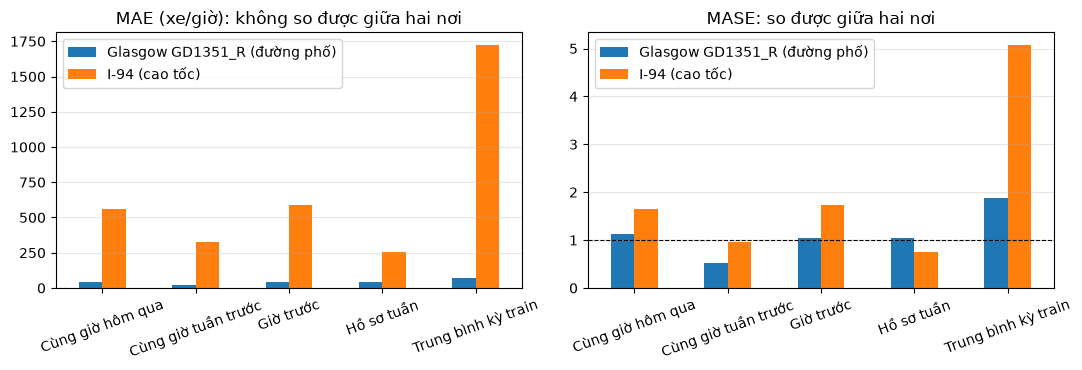 MAE (xe/giờ): không so được giữa hai nơi
Glasgow GD1351_R (đường phố)
I-94 (cao tốc)
1750
1500
1250
1000
750
500
250
0
Cùng giờ hôm qua
Cùng giờ tuần trước
Giờ trước
Hồ sơ tuần
Trung bình kỳ train
MASE: so được giữa hai nơi
Glasgow GD1351_R (đường phố)
I-94 (cao tốc)
5
4
3
2
1
0
Cùng giờ hôm qua
Cùng giờ tuần trước
Giờ trước
Hồ sơ tuần
Trung bình kỳ train